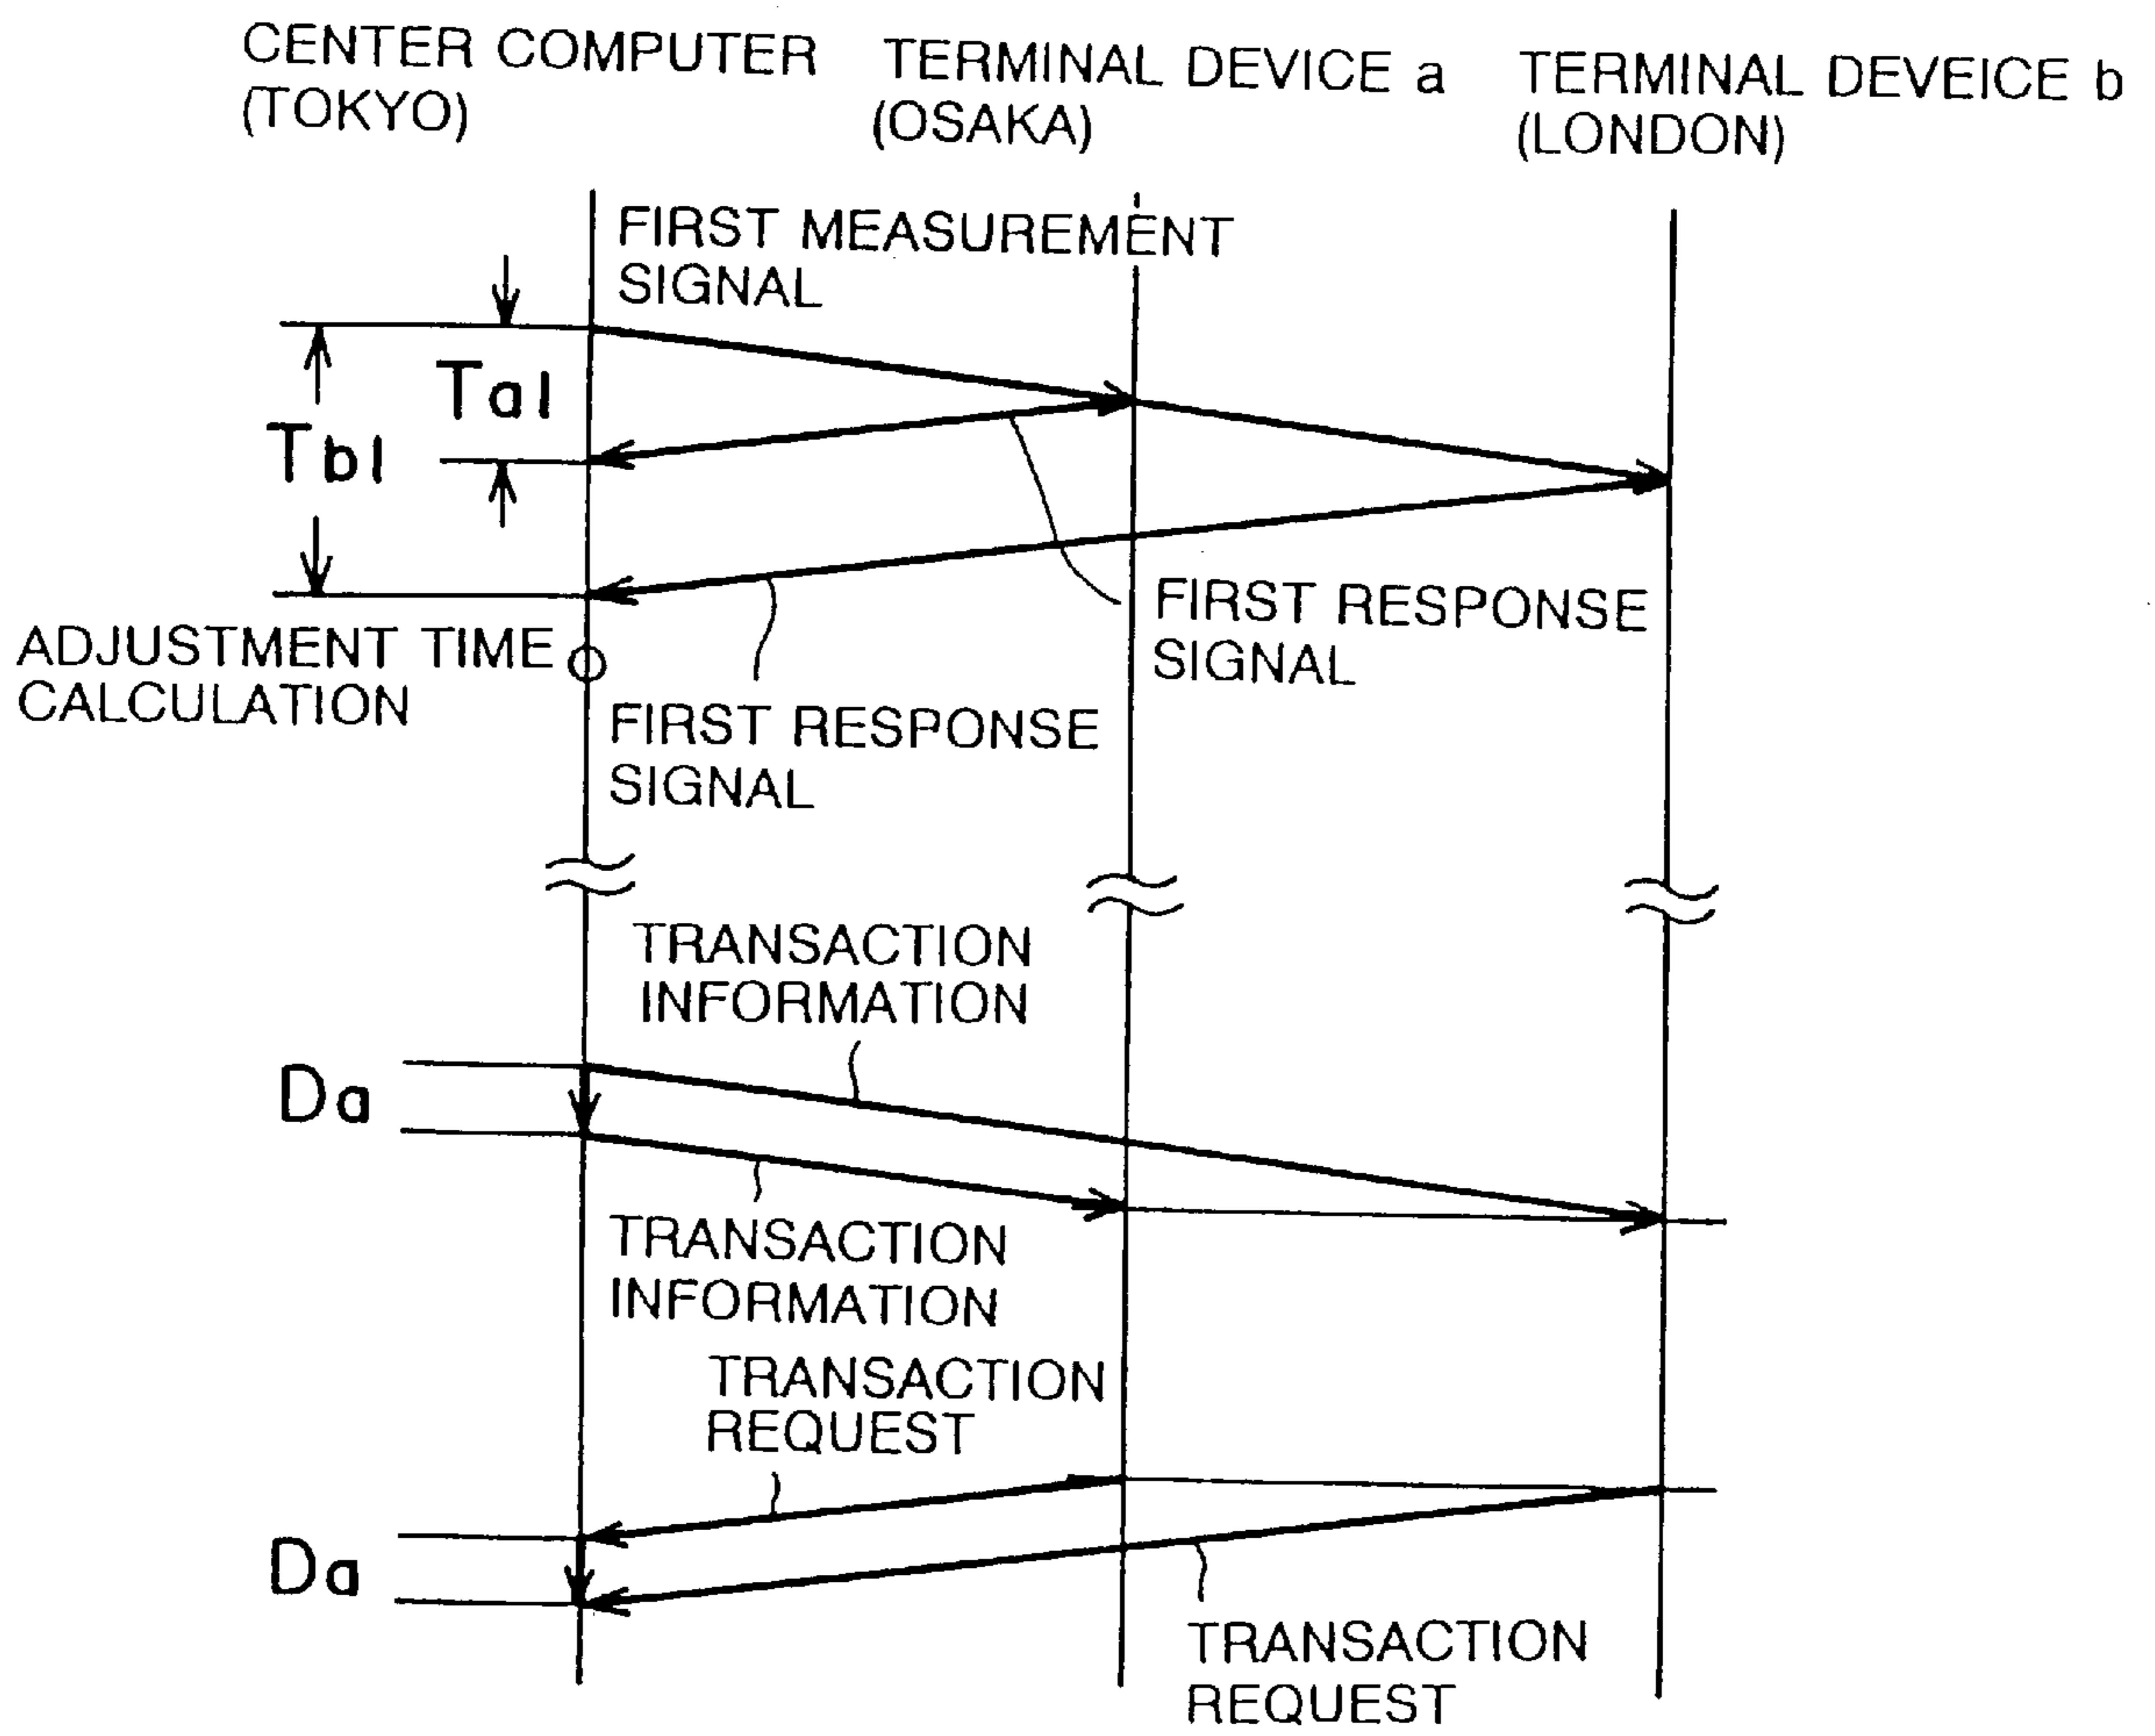 CENTER COMPUTER
(TOKYO)
TERMINAL DEVICE a
(OSAKA)
TERMINAL DEVEICE b
(LONDON)
FIRST MEASUREMENT
SIGNAL
Ta1
Tb1
FIRST RESPONSE
SIGNAL
ADJUSTMENT TIME
CALCULATION
FIRST RESPONSE
SIGNAL
TRANSACTION
INFORMATION
Da
TRANSACTION
INFORMATION
TRANSACTION
REQUEST
Da
TRANSACTION
REQUEST